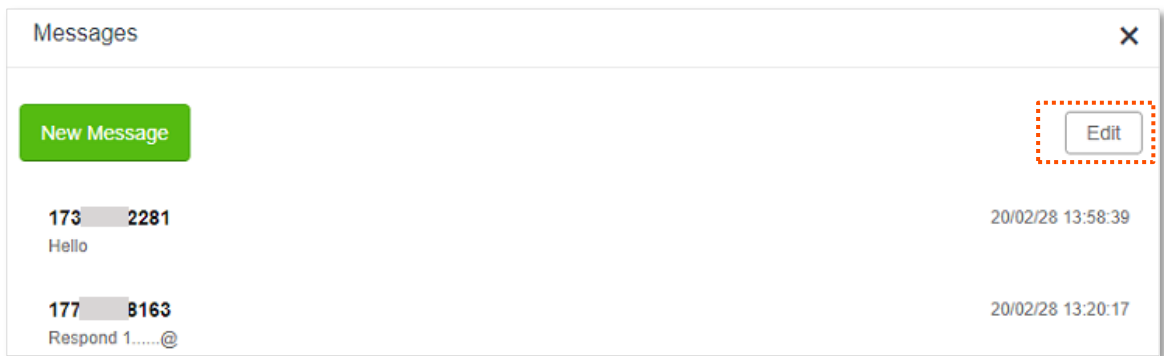 Messages
New Message
Edit
173 2281
20/02/28 13:58:39
Hello
177 8163
20/02/28 13:20:17
Respond 1......@